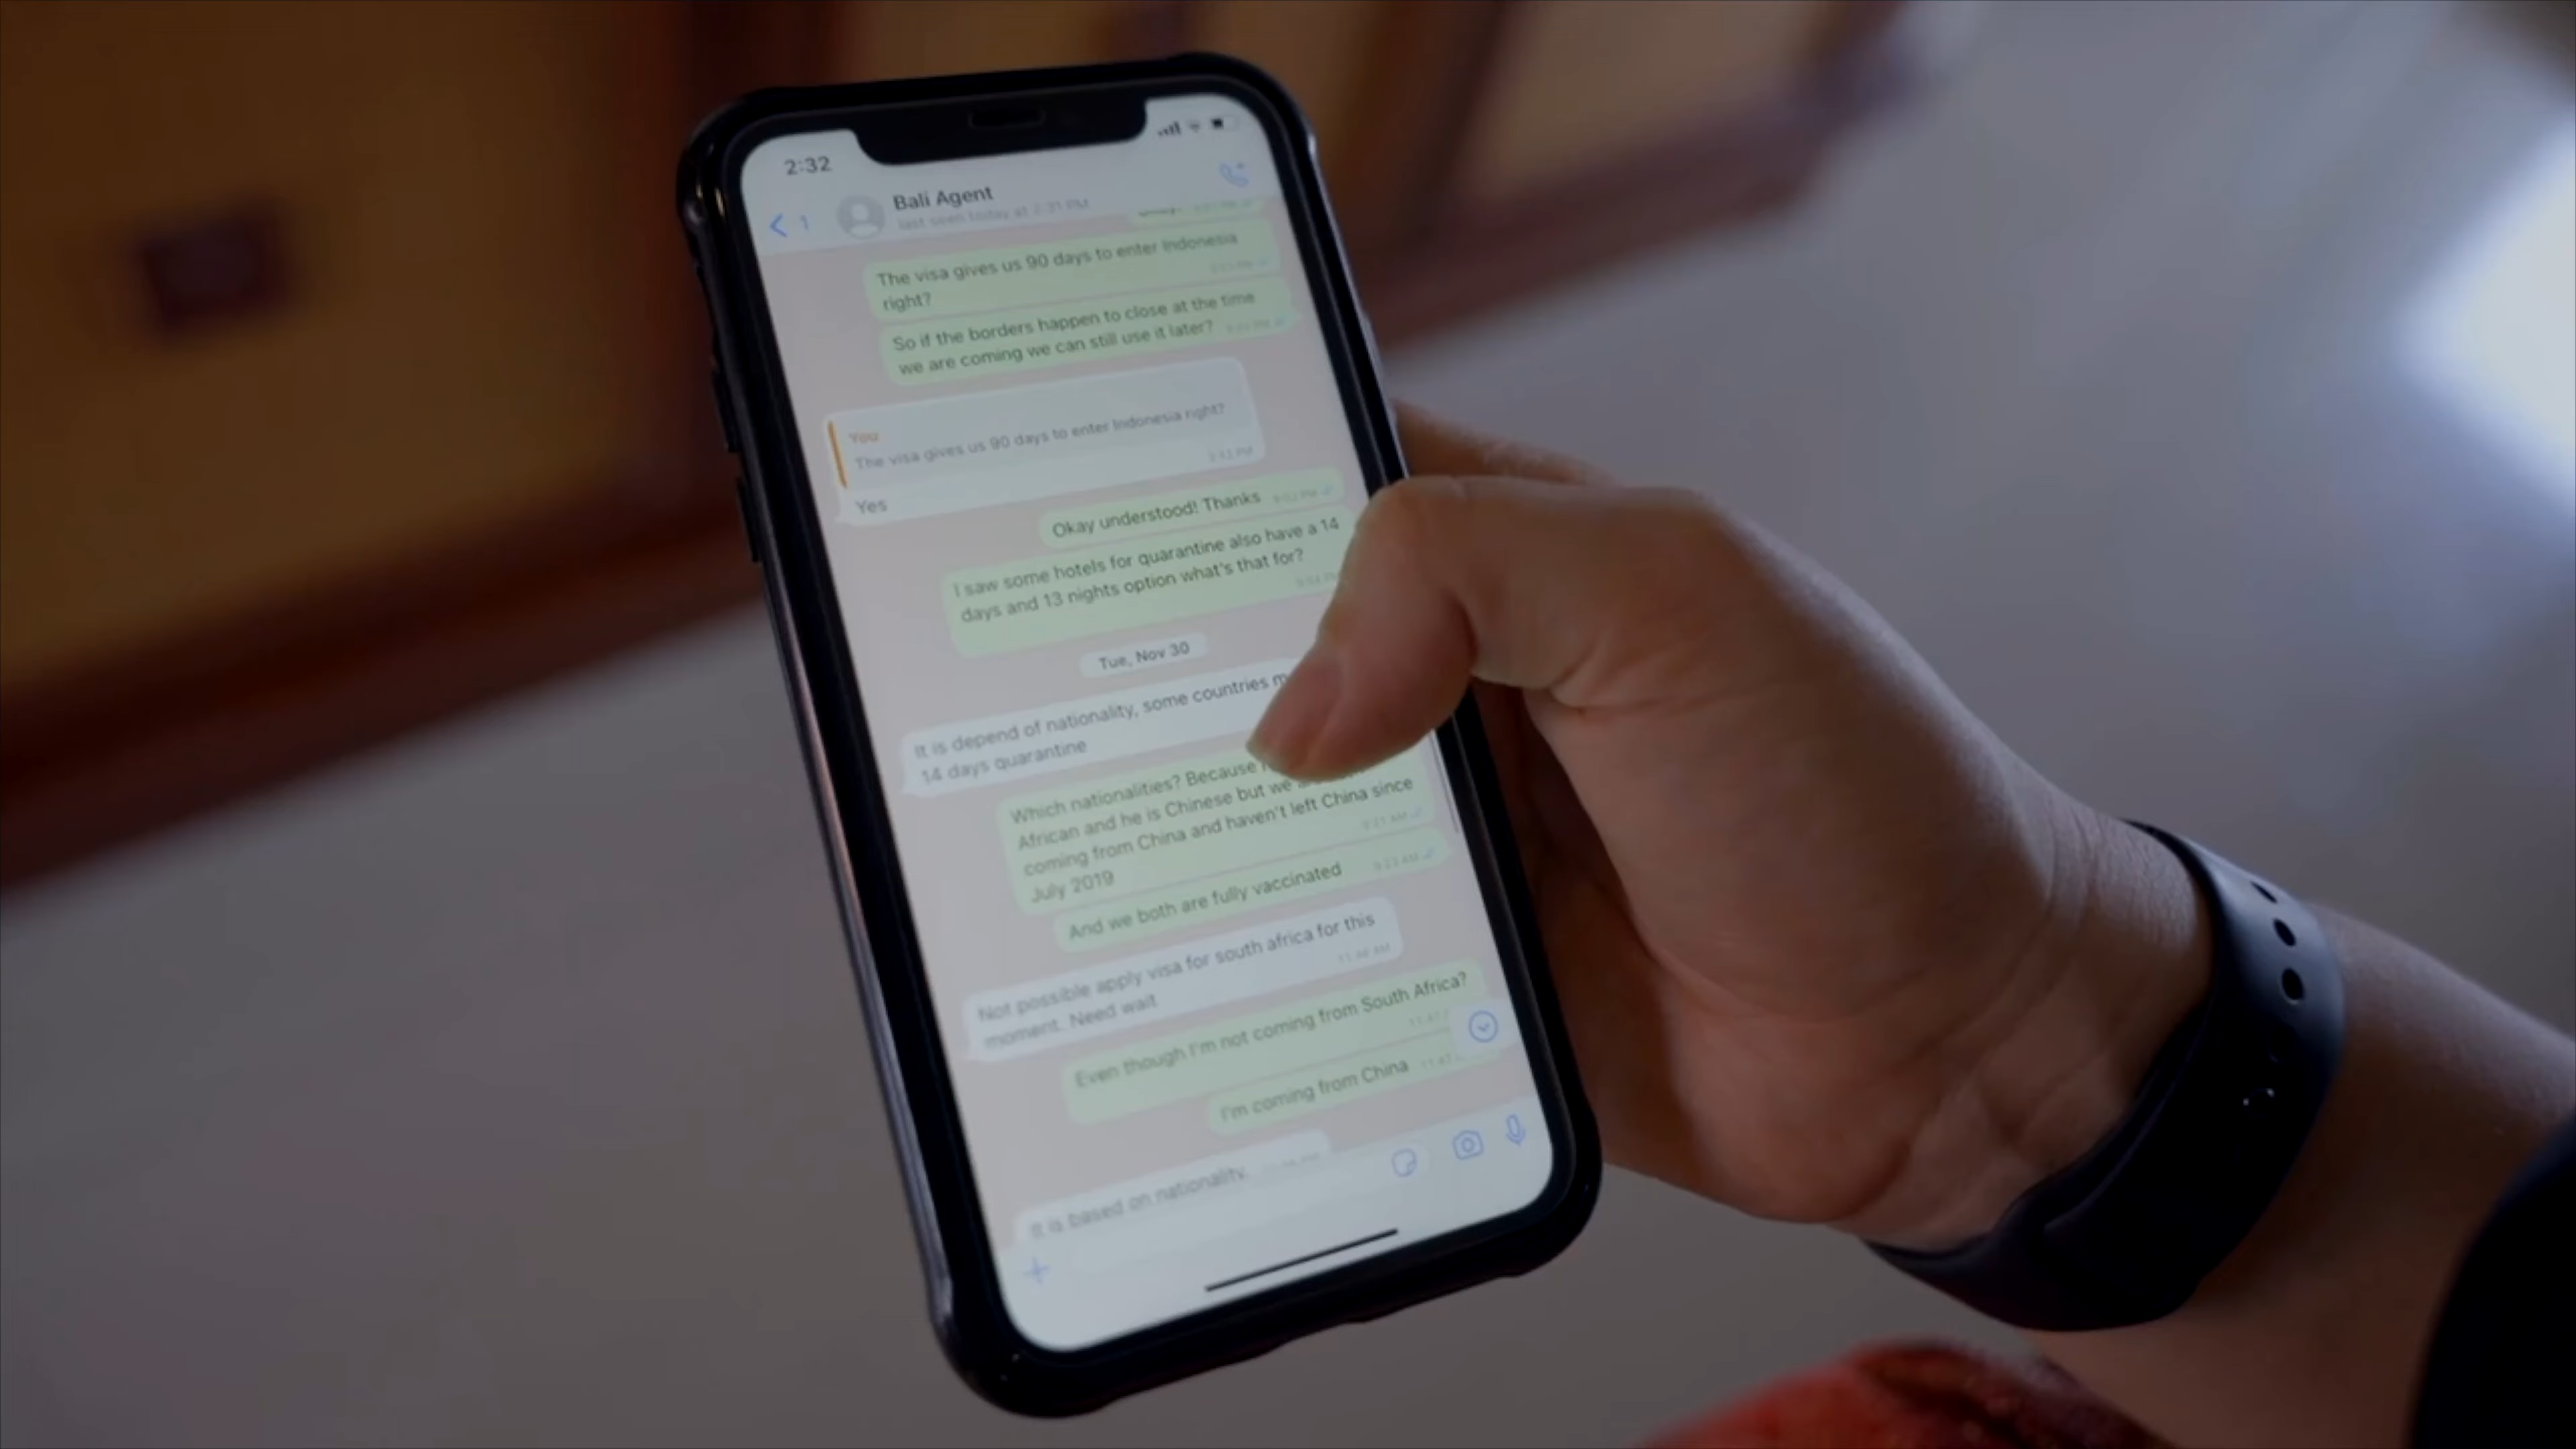 2:32
1
Bali Agent
last seen today at 2:31 PM
The visa gives us 90 days to enter Indonesia
right?
So if the borders happen to close at the time
we are coming we can still use it later?
You
The visa gives us 90 days to enter Indonesia right?
2:43 PM
Yes
Okay understood! Thanks
I saw some hotels for quarantine also have a 14
days and 13 nights option what's that for?
Tue, Nov 30
It is depend of nationality, some countries
14 days quarantine
Which nationalities? Because
African and he is Chinese but we
coming from China and haven't left China since
July 2019
And we both are fully vaccinated 9:23 AM
Not possible apply visa for south africa for this
moment. Need wait
Even though I'm not coming from South Africa?
I'm coming from China
It is based on nationality.